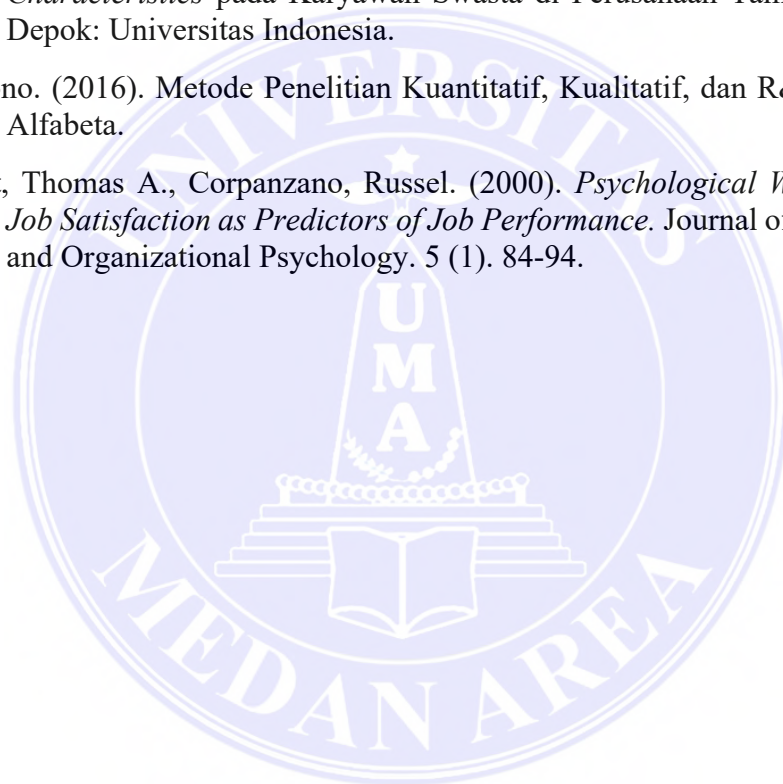 Characteristics pada Karyawan Swasta di Perusahaan
Depok: Universitas Indonesia.
no. (2016). Metode Penelitian Kuantitatif, Kualitatif, dan R&
Alfabeta.
, Thomas A., Corpanzano, Russel. (2000). Psychological
Job Satisfaction as Predictors of Job Performance. Journal of
and Organizational Psychology. 5 (1). 84-94.
UNIVERSITAS
UMA
MEDAN AREA